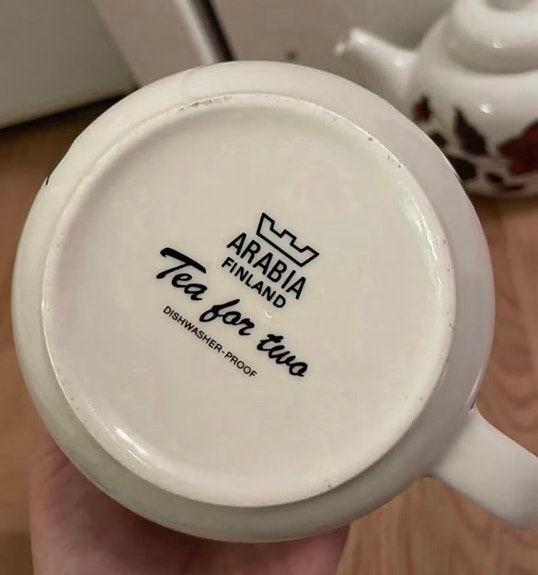 ARABIA
FINLAND
Tea for two
DISHWASHER-PROOF